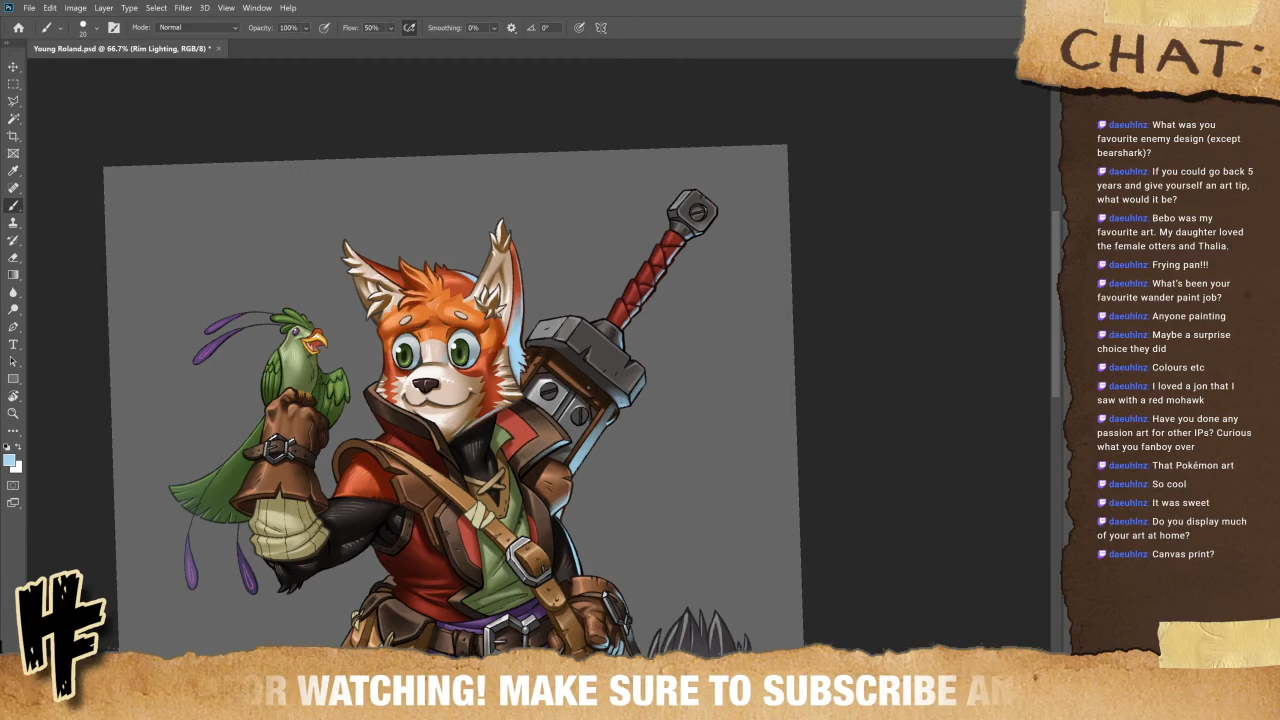 Ps File Edit Image Layer Type Select Filter 3D View Window Help
20 Mode: Normal Opacity: 100% Flow: 50% Smoothing: 0% 0°
Young Roland.psd @ 66.7% (Rim Lighting, RGB/8) * ×
CHAT:
daeuhlnz: What was you
favourite enemy design (except
bearshark)?
daeuhlnz: If you could go back 5
years and give yourself an art tip,
what would it be?
daeuhlnz: Bebo was my
favourite art. My daughter loved
the female otters and Thalia.
daeuhlnz: Frying pan!!!
daeuhlnz: What's been your
favourite wander paint job?
daeuhlnz: Anyone painting
daeuhlnz: Maybe a surprise
choice they did
daeuhlnz: Colours etc
daeuhlnz: I loved a jon that I
saw with a red mohawk
daeuhlnz: Have you done any
passion art for other IPs? Curious
what you fanboy over
daeuhlnz: That Pokémon art
daeuhlnz: So cool
daeuhlnz: It was sweet
daeuhlnz: Do you display much
of your art at home?
daeuhlnz: Canvas print?
HF
OR WATCHING! MAKE SURE TO SUBSCRIBE AN